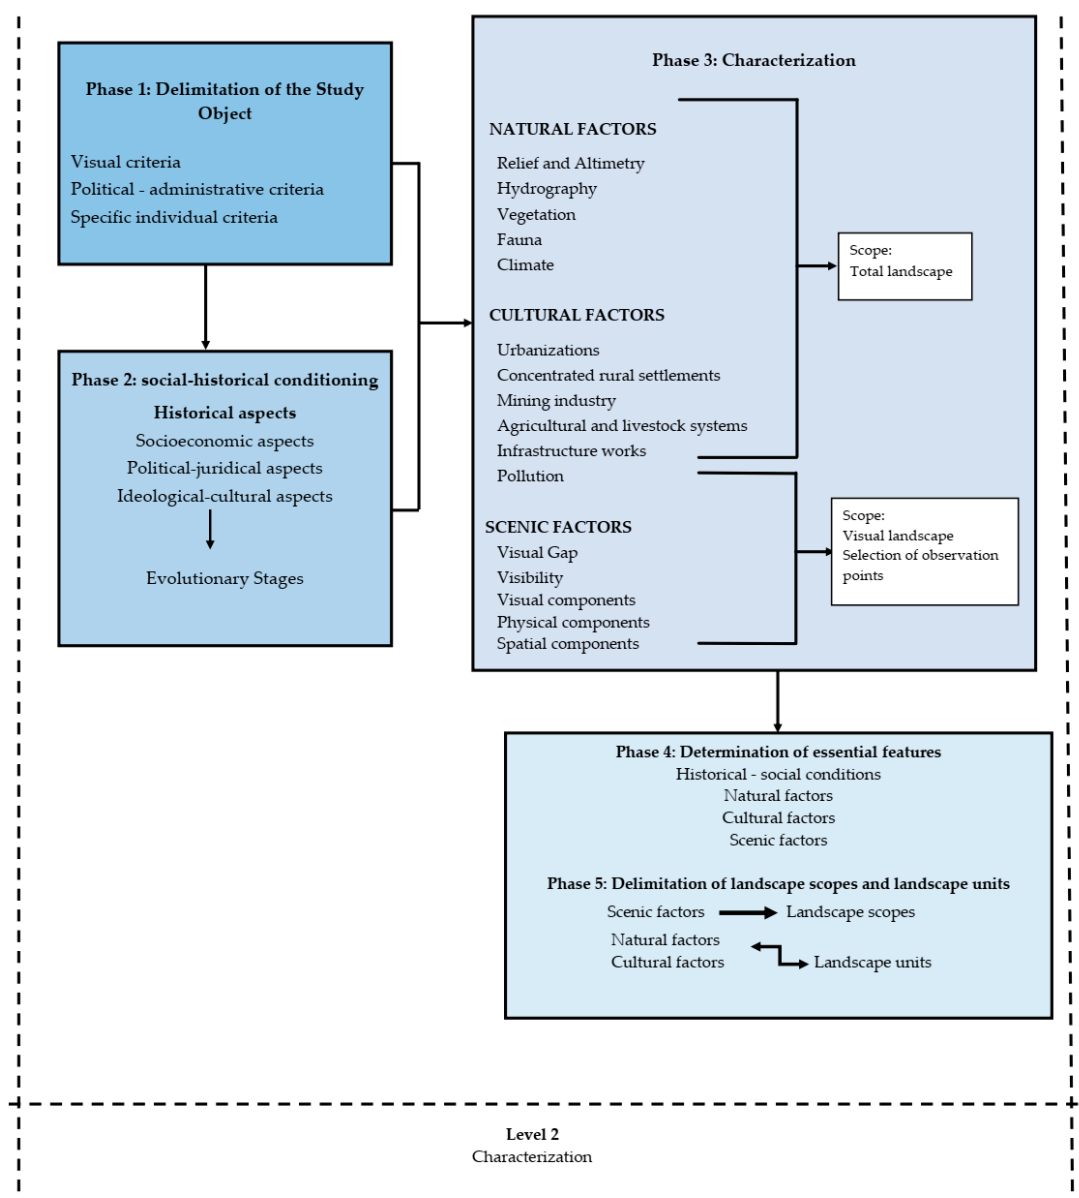 Phase 1: Delimitation of the Study
Object
Visual criteria
Political - administrative criteria
Specific individual criteria
Phase 2: social-historical conditioning
Historical aspects
Socioeconomic aspects
Political-juridical aspects
Ideological-cultural aspects
Evolutionary Stages
Phase 3: Characterization
NATURAL FACTORS
Relief and Altimetry
Hydrography
Vegetation
Fauna
Climate
CULTURAL FACTORS
Urbanizations
Concentrated rural settlements
Mining industry
Agricultural and livestock systems
Infrastructure works
Pollution
SCENIC FACTORS
Visual Gap
Visibility
Visual components
Physical components
Spatial components
Scope:
Total landscape
Scope:
Visual landscape
Selection of observation
points
Phase 4: Determination of essential features
Historical - social conditions
Natural factors
Cultural factors
Scenic factors
Phase 5: Delimitation of landscape scopes and landscape units
Scenic factors Landscape scopes
Natural factors
Cultural factors Landscape units
Level 2
Characterization